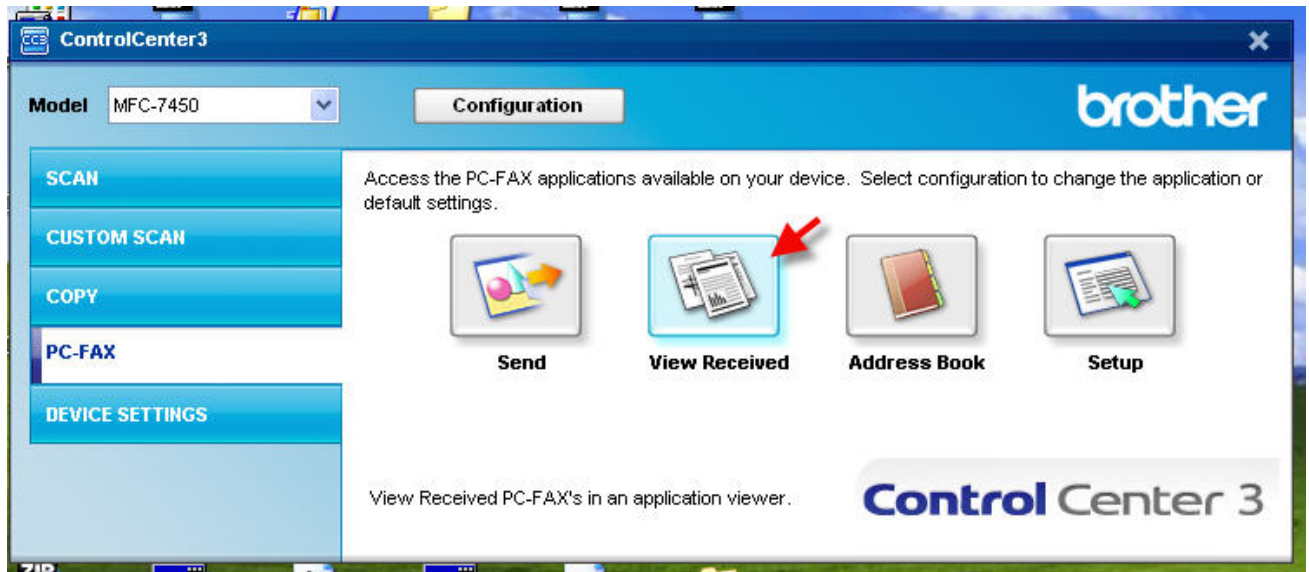 CC3 ControlCenter3
Model MFC-7450 Configuration brother
SCAN
CUSTOM SCAN
COPY
PC-FAX
DEVICE SETTINGS
Access the PC-FAX applications available on your device. Select configuration to change the application or
default settings.
Send View Received Address Book Setup
View Received PC-FAX's in an application viewer.
Control Center 3
ZIP